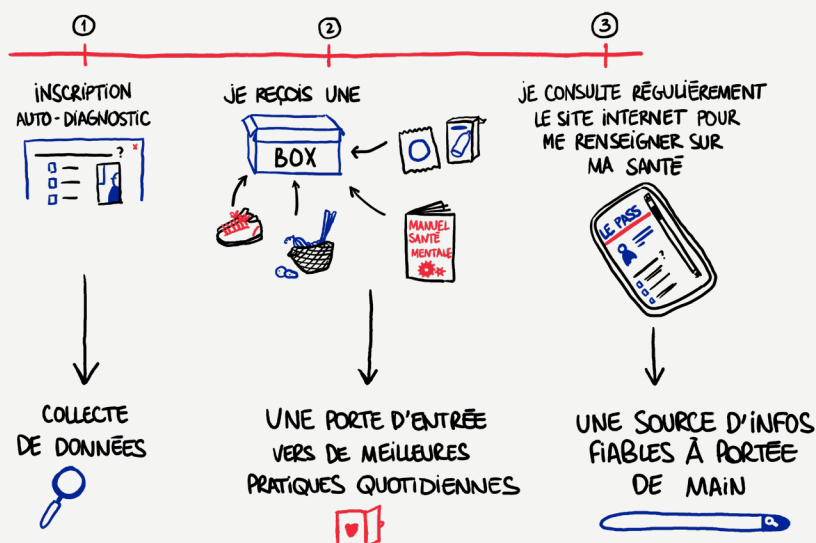 1
INSCRIPTION
AUTO-DIAGNOSTIC
?
COLLECTE
DE DONNÉES
2
JE REÇOIS UNE
BOX
MANUEL
SANTÉ
MENTALE
UNE PORTE D'ENTRÉE
VERS DE MEILLEURES
PRATIQUES QUOTIDIENNES
3
JE CONSULTE RÉGULIÈREMENT
LE SITE INTERNET POUR
ME RENSEIGNER SUR
MA SANTÉ
LE PASS
?
UNE SOURCE D'INFOS
FIABLES À PORTÉE
DE MAIN